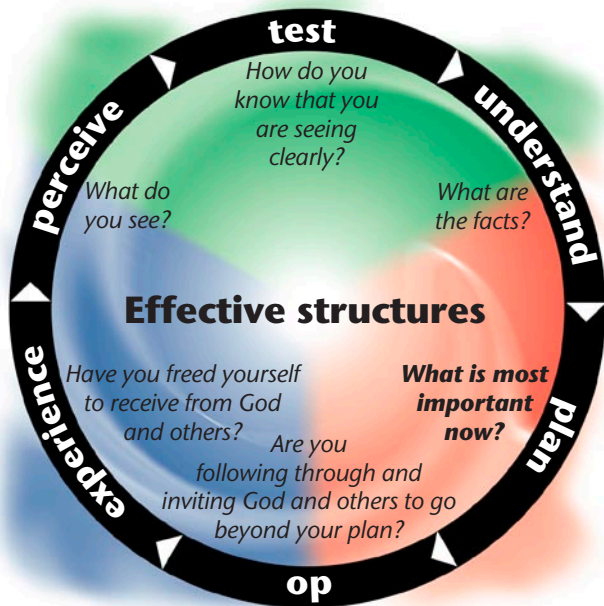 test
How do you
know that you
are seeing
clearly?
understand
What are
the facts?
perceive
What do
you see?
Effective structures
What is most
important
now?
plan
Have you freed yourself
to receive from God
and others?
experience
Are you
following through and
inviting God and others to go
beyond your plan?
do